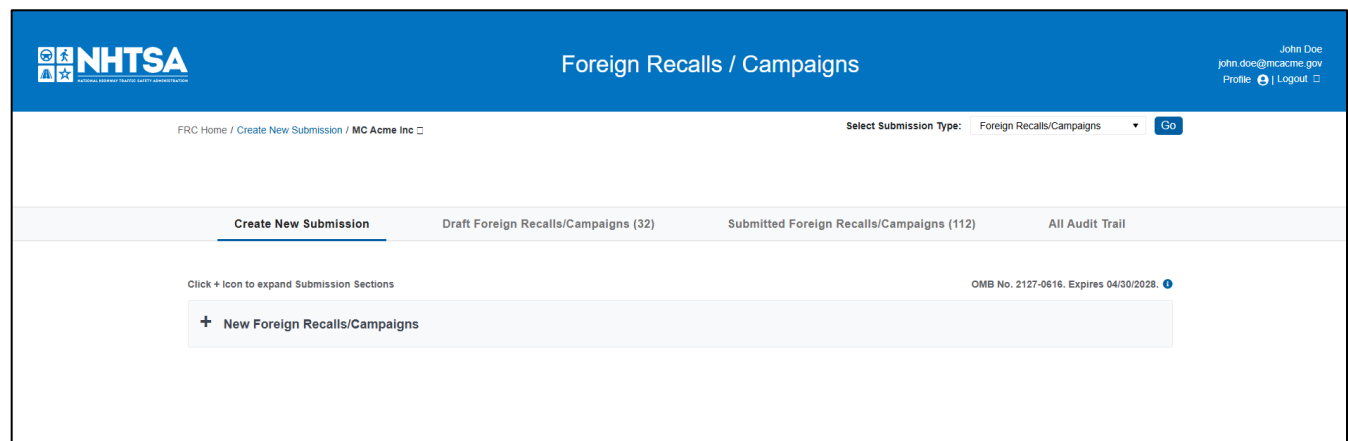 NHTSA
NATIONAL HIGHWAY TRAFFIC SAFETY ADMINISTRATION
Foreign Recalls / Campaigns
John Doe
john.doe@mcacme.gov
Profile | Logout
FRC Home / Create New Submission / MC Acme Inc
Select Submission Type: Foreign Recalls/Campaigns Go
Create New Submission Draft Foreign Recalls/Campaigns (32) Submitted Foreign Recalls/Campaigns (112) All Audit Trail
Click + Icon to expand Submission Sections OMB No. 2127-0616. Expires 04/30/2028.
+ New Foreign Recalls/Campaigns